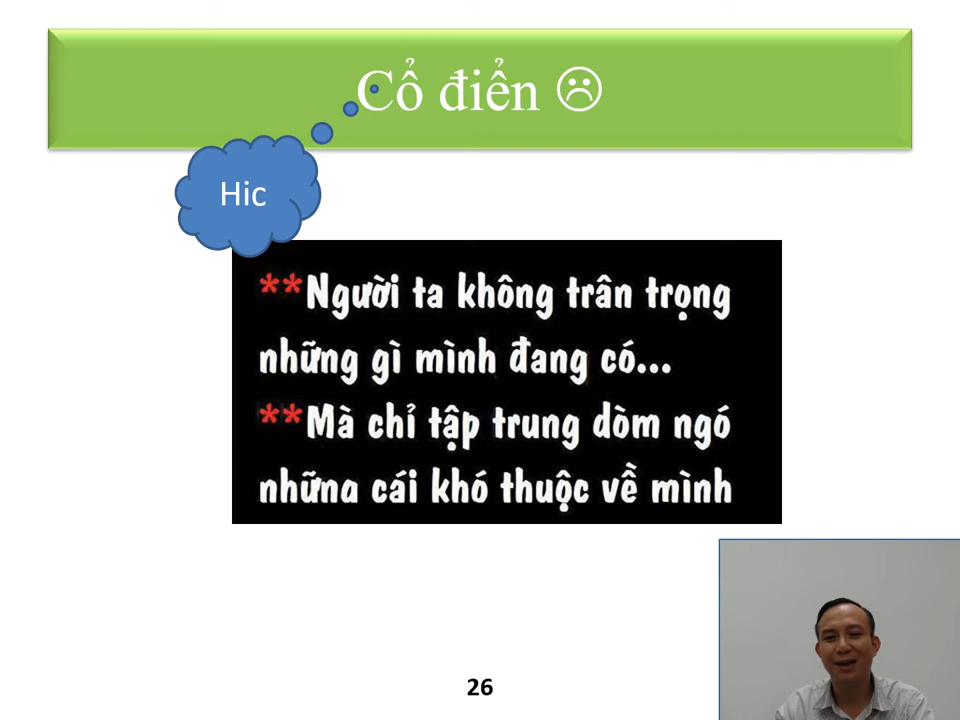 Cổ điển ☹
Hic
**Người ta không trân trọng
những gì mình đang có...
**Mà chỉ tập trung dòm ngó
những cái khó thuộc về mình
26